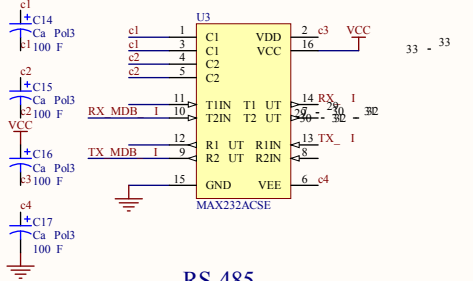 c1
C14
c1
Ca Pol3
100 F
c2
C15
Ca Pol3
c2
100 F
VCC
C16
Ca Pol3
c3
100 F
c4
C17
Ca Pol3
100 F
U3
c1 1 C1 VDD 2 c3
c1 3 C1 VCC 16 VCC
c2 4 C2
c2 5 C2
11 T1IN T1 UT 14 RX_ I
RX_MDB I 10 T2IN T2 UT
12 R1 UT R1IN 13 TX_ I
TX_MDB I 9 R2 UT R2IN 8
15 GND VEE 6 c4
MAX232ACSE
33 - 33
RS-485